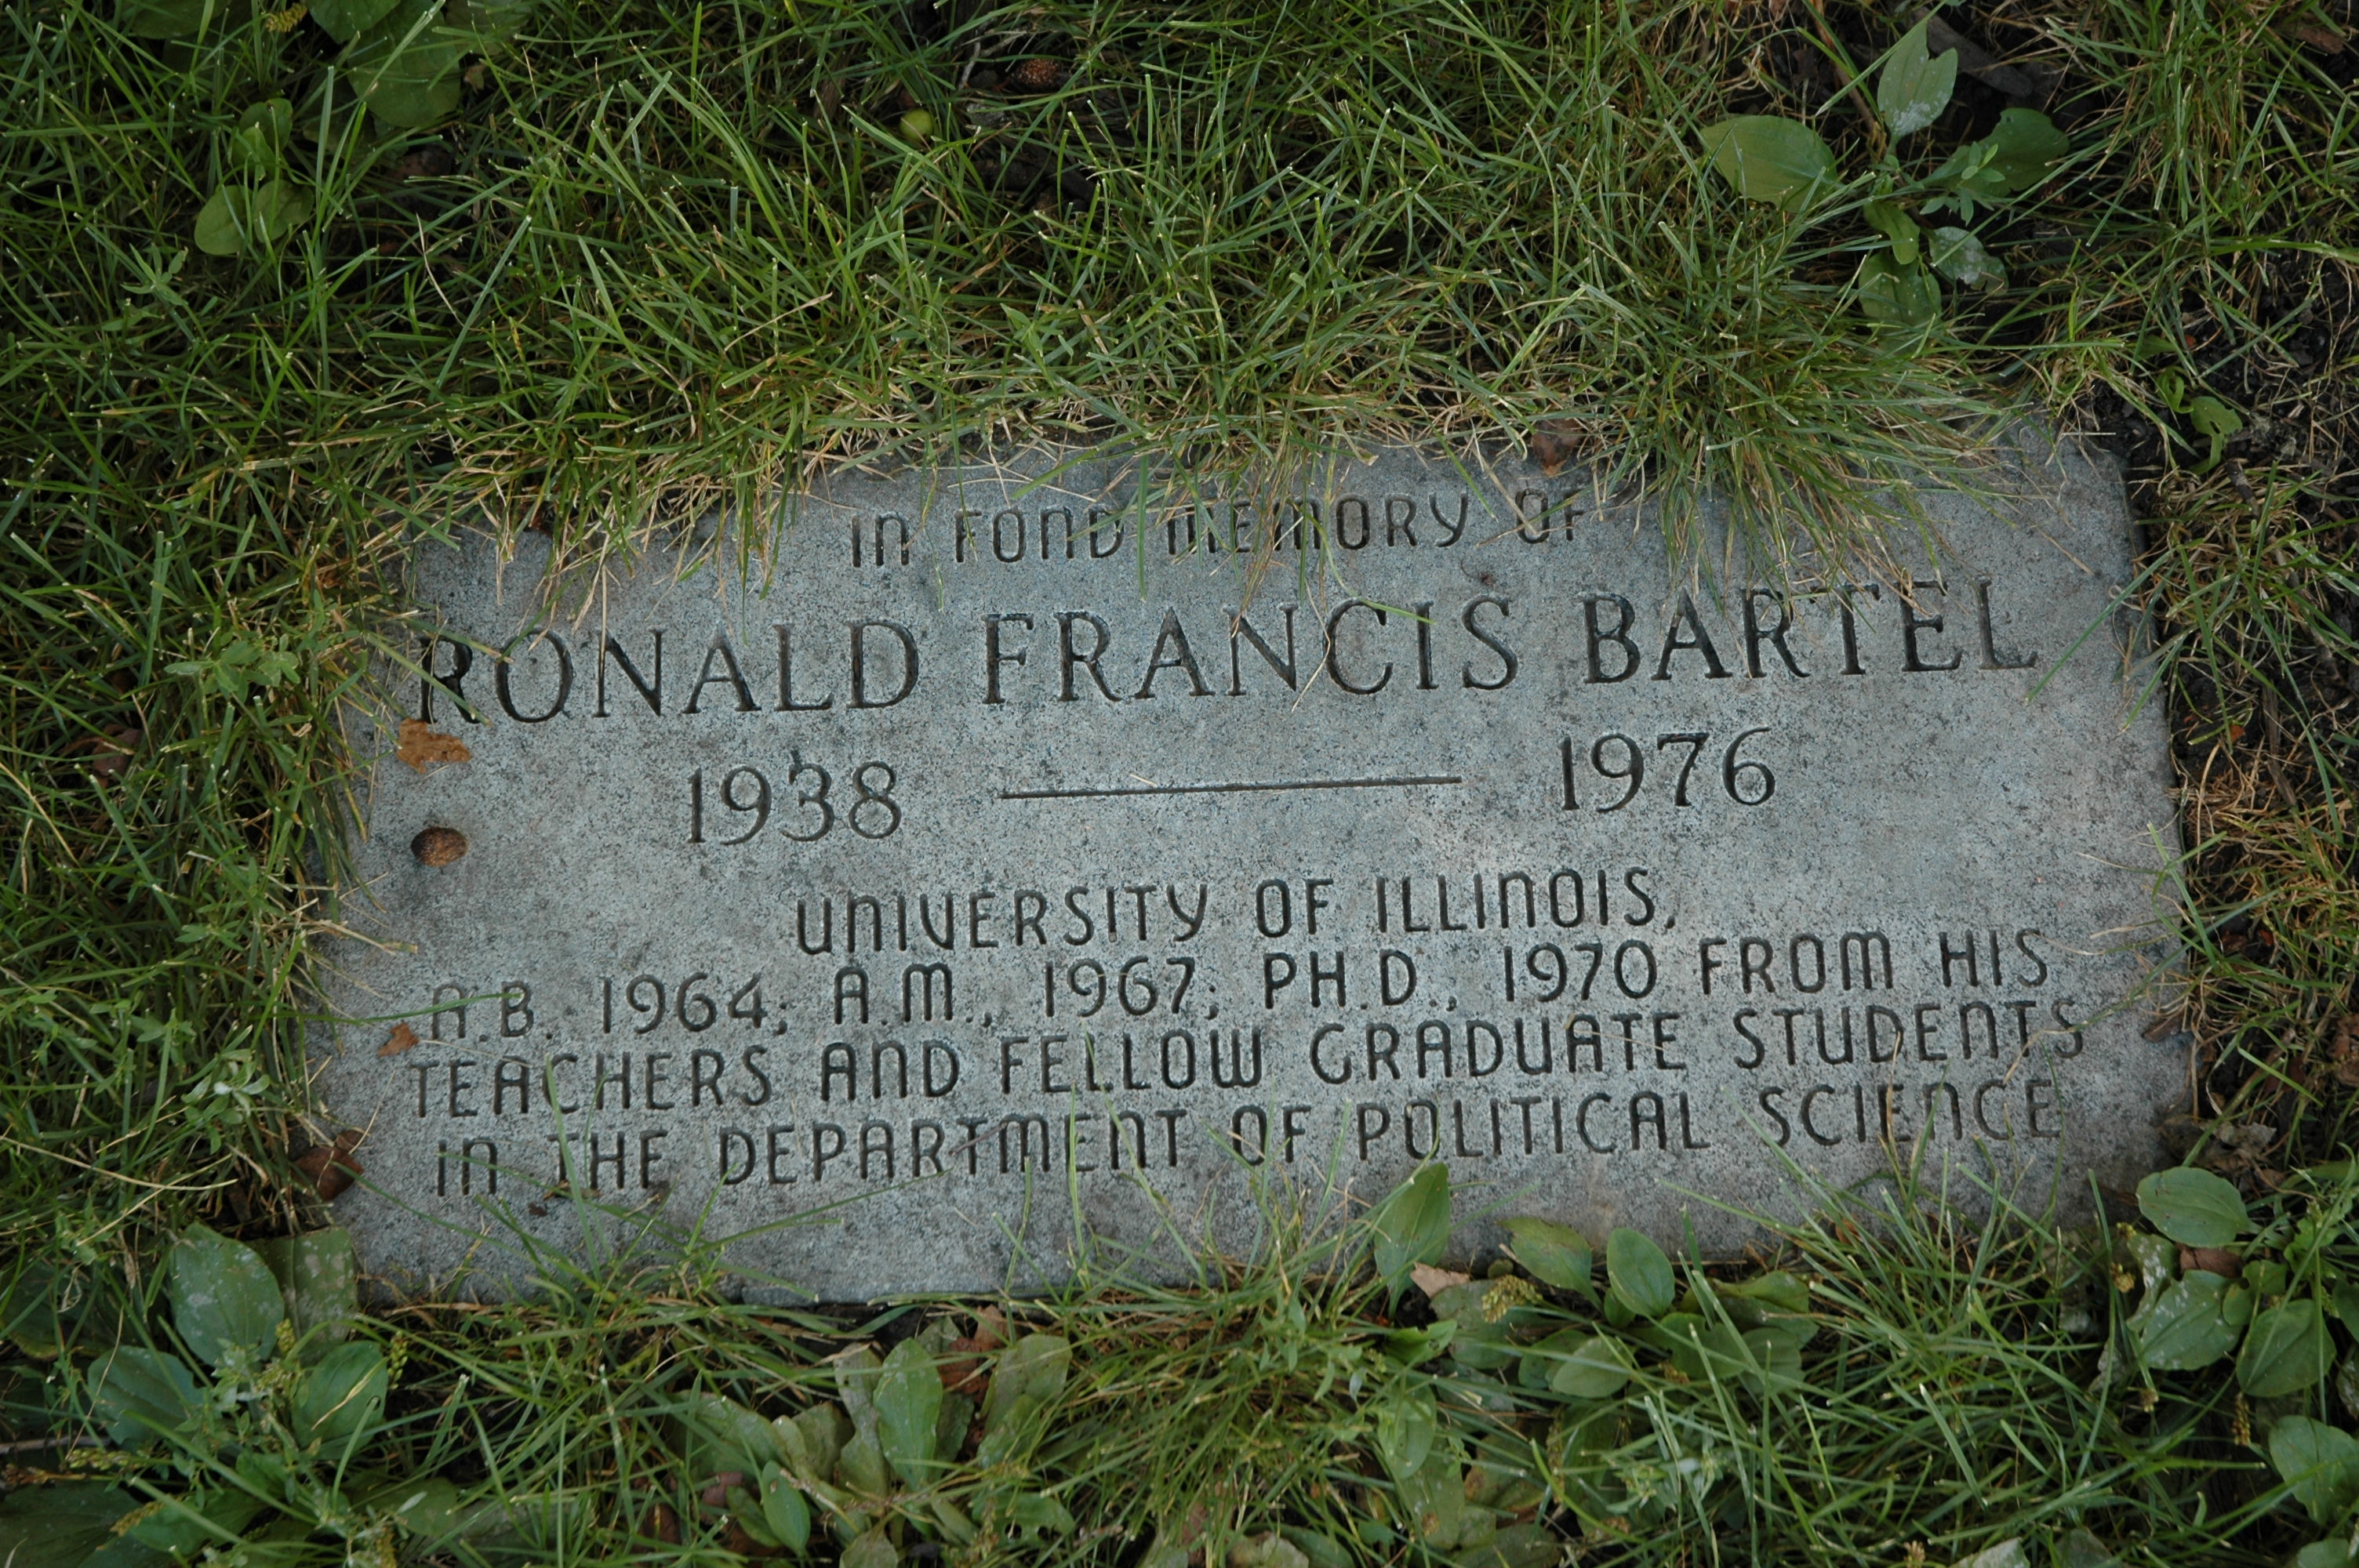 IN FOND MEMORY OF
RONALD FRANCIS BARTEL
1938 — 1976
UNIVERSITY OF ILLINOIS,
A.B. 1964; A.M., 1967; PH.D., 1970 FROM HIS
TEACHERS AND FELLOW GRADUATE STUDENTS
IN THE DEPARTMENT OF POLITICAL SCIENCE